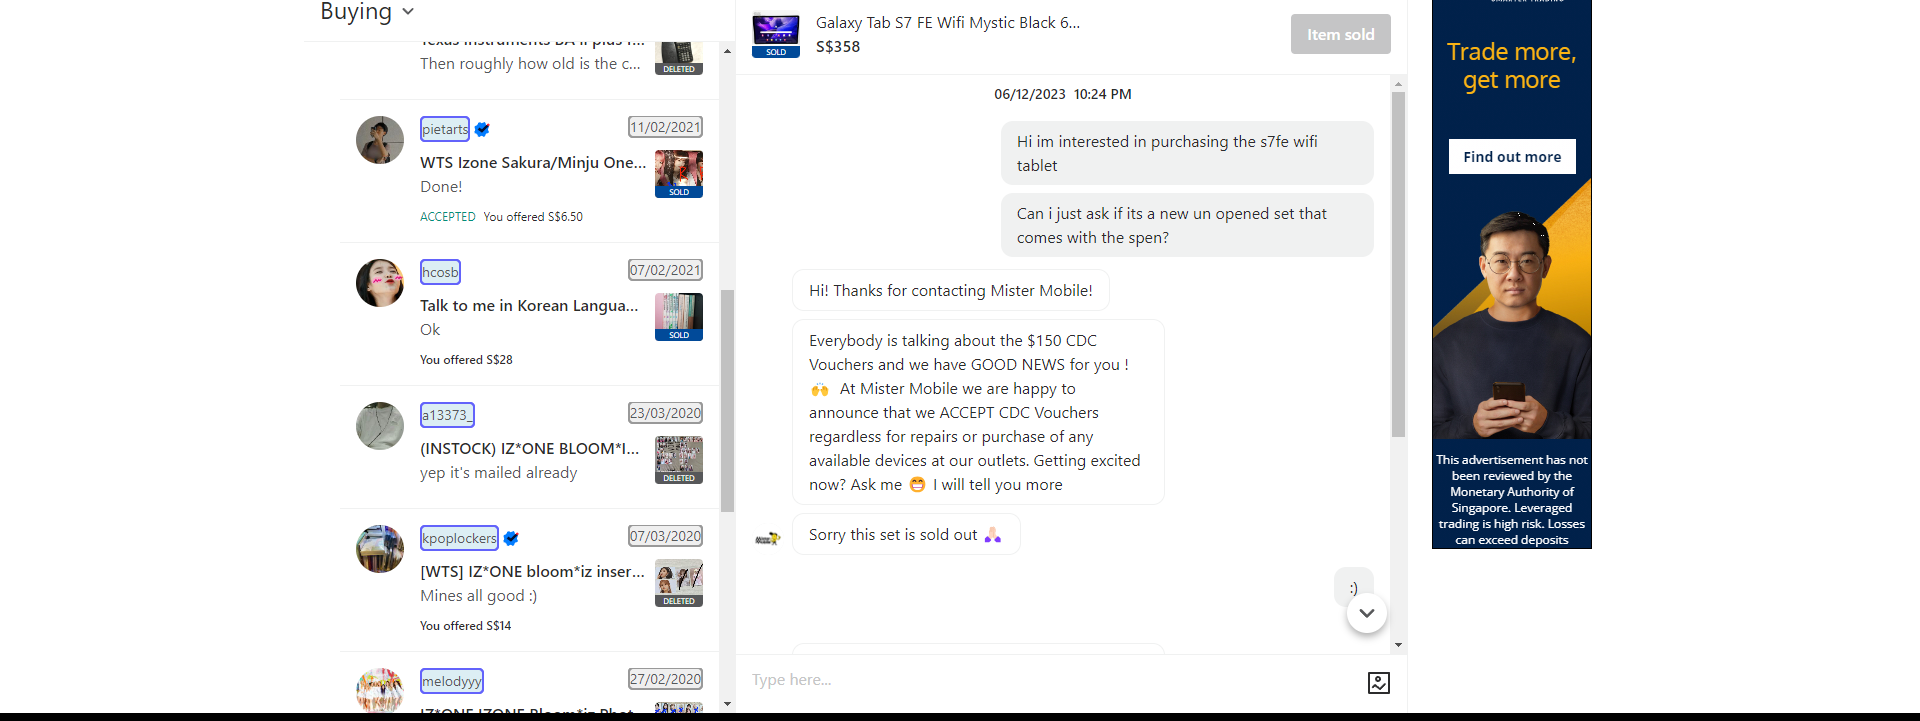 Buying
Then roughly how old is the c...
DELETED
pietarts
11/02/2021
WTS Izone Sakura/Minju One...
Done!
SOLD
ACCEPTED You offered S$6.50
hcosb
07/02/2021
Talk to me in Korean Langua...
Ok
SOLD
You offered S$28
a13373_
23/03/2020
(INSTOCK) IZ*ONE BLOOM*I...
yep it's mailed already
DELETED
kpoplockers
07/03/2020
[WTS] IZ*ONE bloom*iz inser...
Mines all good :)
DELETED
You offered S$14
melodyyy
27/02/2020
IZ*ONE IZONE Bloom*iz Phot...
Galaxy Tab S7 FE Wifi Mystic Black 6...
S$358
SOLD
Item sold
06/12/2023 10:24 PM
Hi im interested in purchasing the s7fe wifi
tablet
Can i just ask if its a new un opened set that
comes with the spen?
Hi! Thanks for contacting Mister Mobile!
Everybody is talking about the $150 CDC
Vouchers and we have GOOD NEWS for you !
🙌 At Mister Mobile we are happy to
announce that we ACCEPT CDC Vouchers
regardless for repairs or purchase of any
available devices at our outlets. Getting excited
now? Ask me 😁 I will tell you more
Sorry this set is sold out 🙏🏻
:)
Type here...
Trade more,
get more
Find out more
This advertisement has not
been reviewed by the
Monetary Authority of
Singapore. Leveraged
trading is high risk. Losses
can exceed deposits